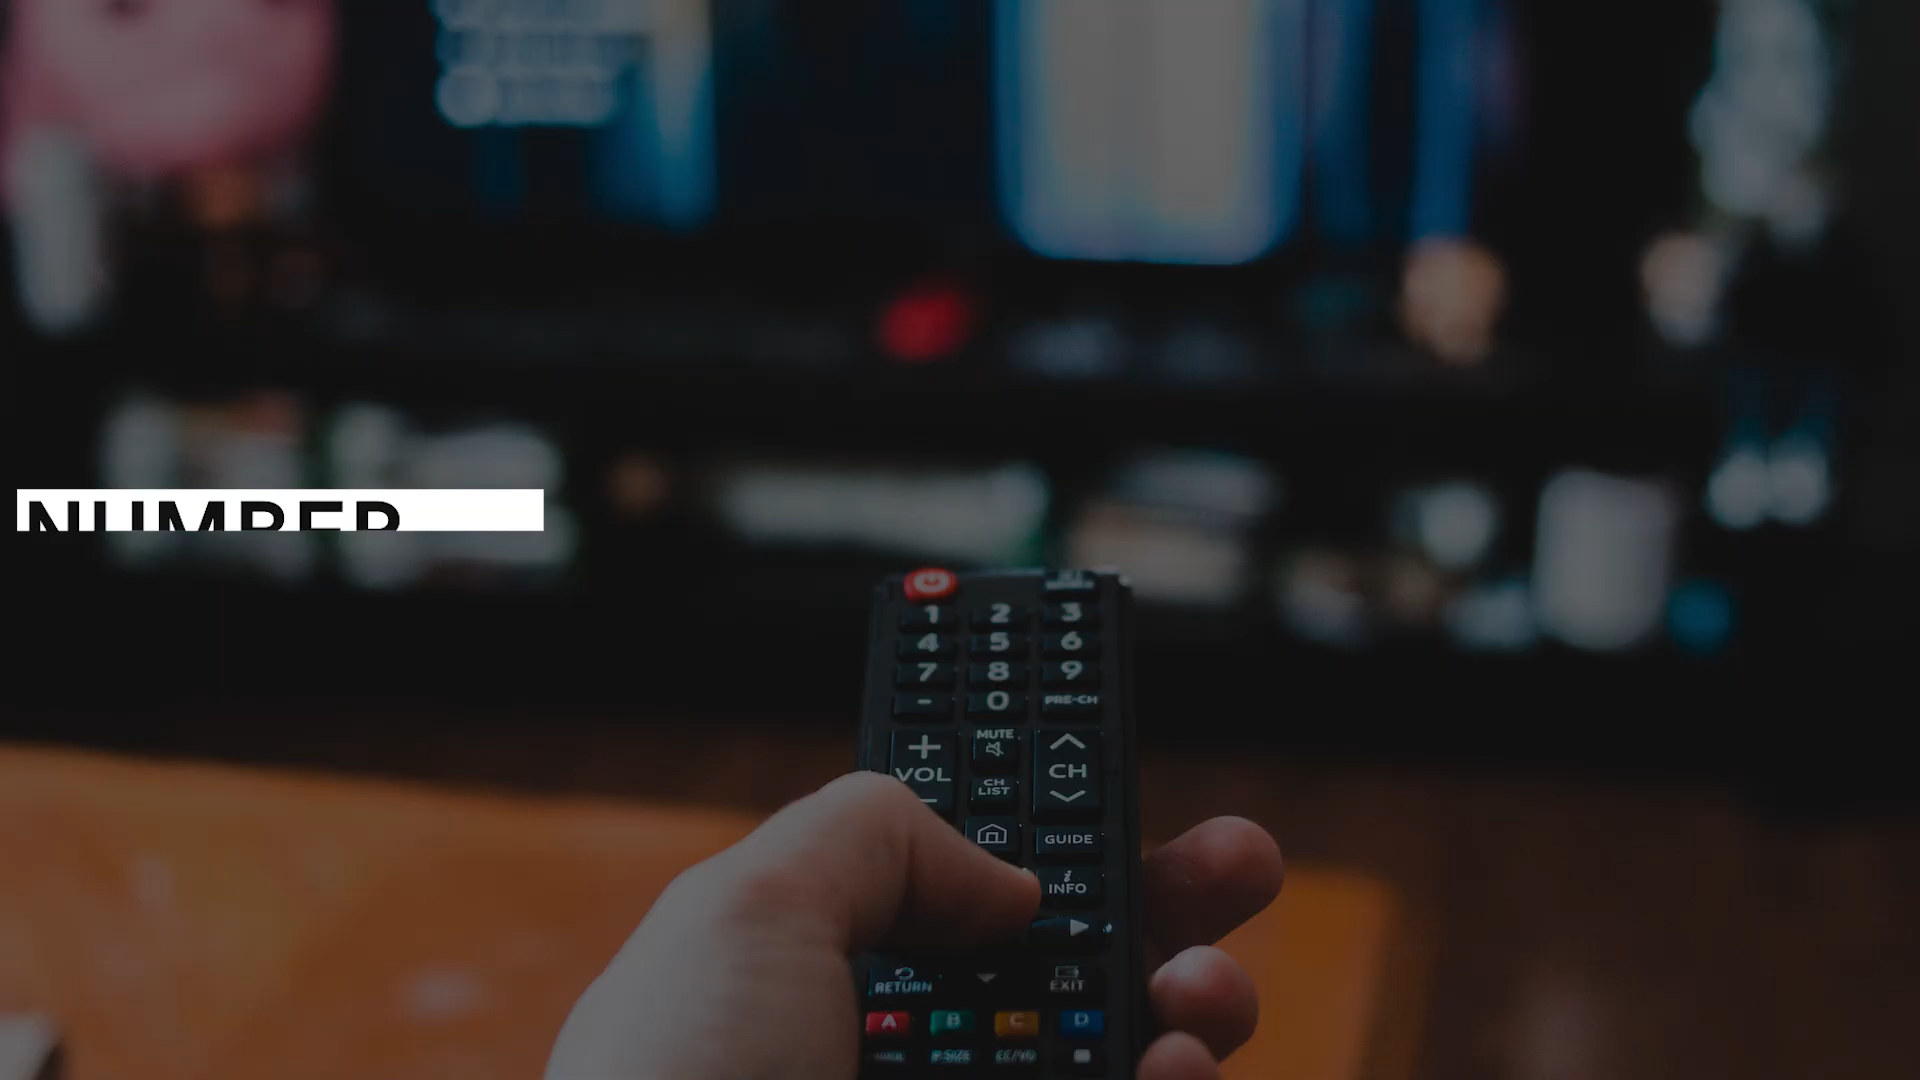 NUMBER
1 2 3
4 5 6
7 8 9
- 0 PRE-CH
MUTE
+ VOL -
CH
CH LIST
GUIDE
i
INFO
RETURN
EXIT
A B C D
P.SIZE